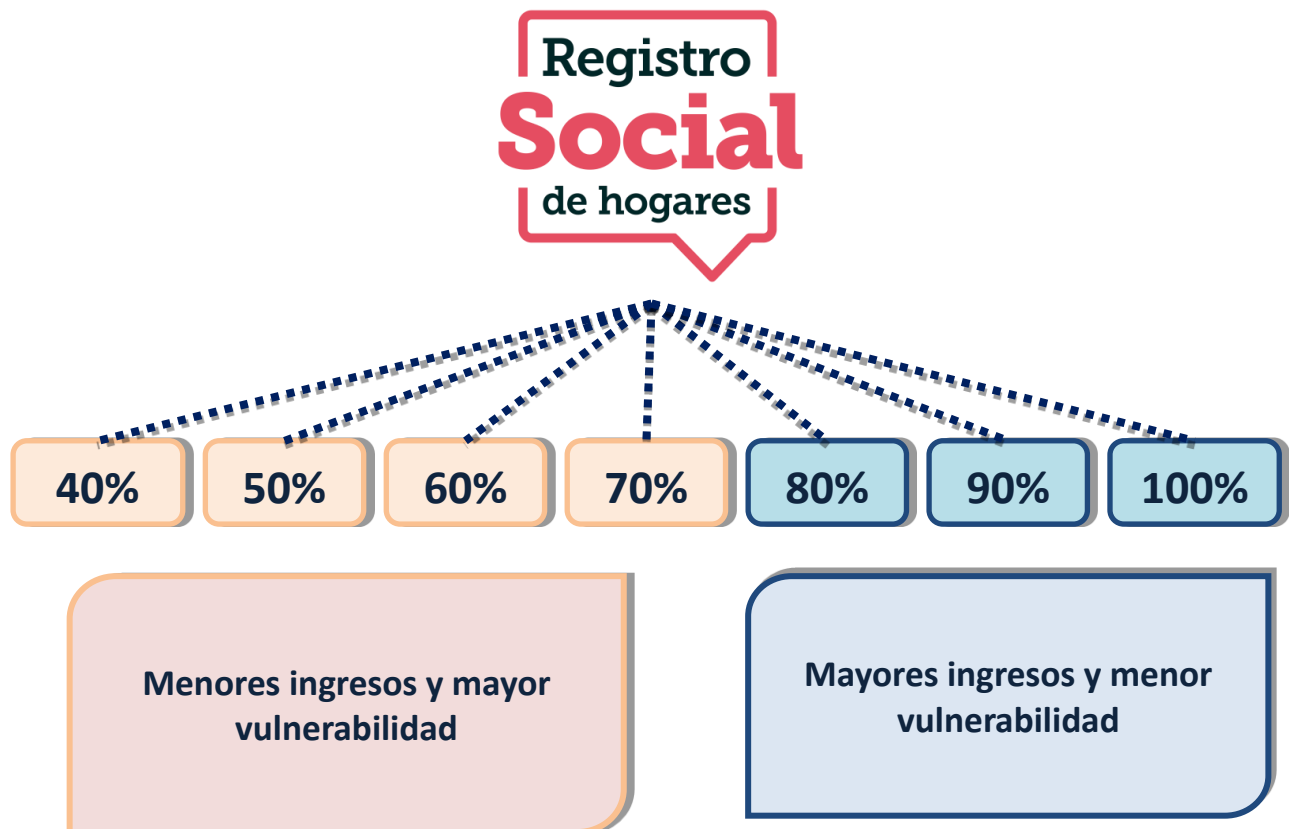 Registro
Social
de hogares
40%
50%
60%
70%
80%
90%
100%
Menores ingresos y mayor
vulnerabilidad
Mayores ingresos y menor
vulnerabilidad